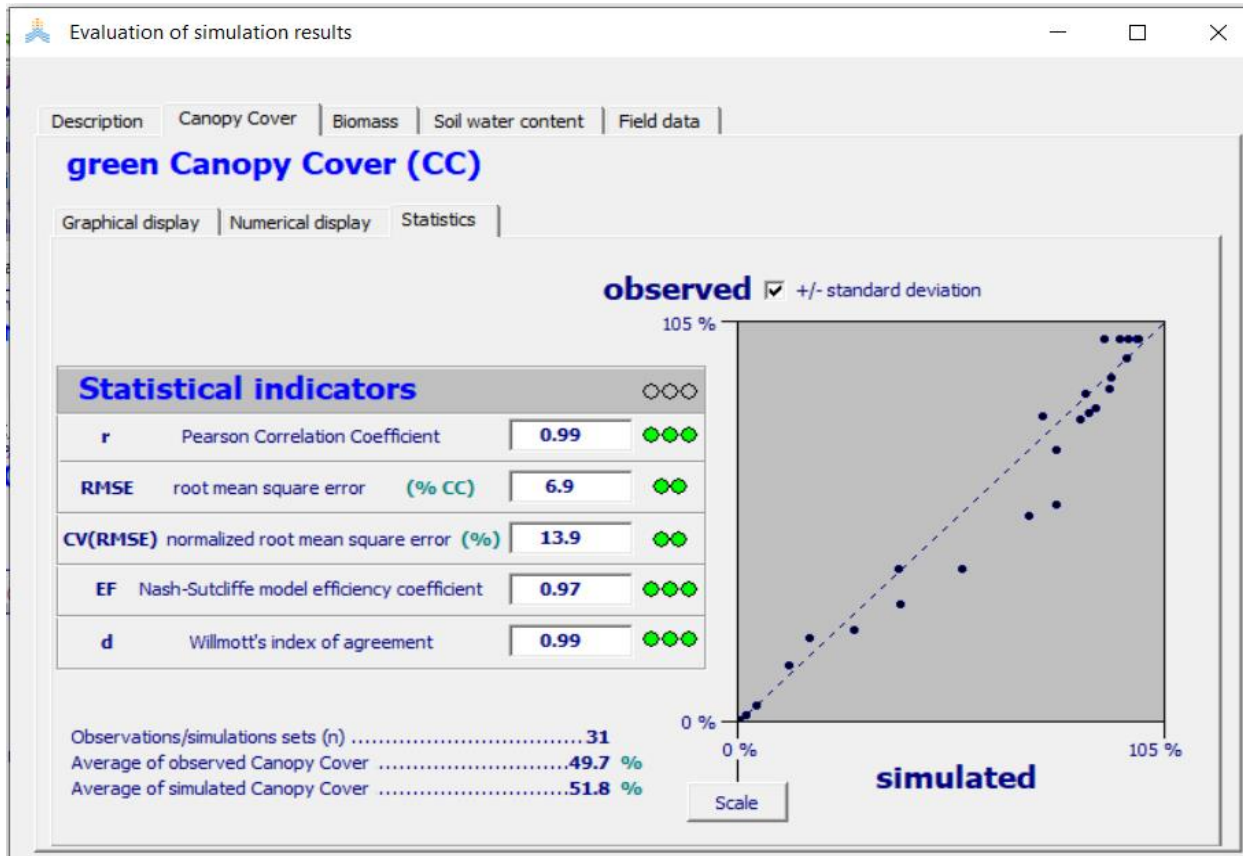 Evaluation of simulation results
Description Canopy Cover Biomass Soil water content Field data
green Canopy Cover (CC)
Graphical display Numerical display Statistics
observed +/- standard deviation
105 %
Statistical indicators
r Pearson Correlation Coefficient 0.99
RMSE root mean square error (% CC) 6.9
CV(RMSE) normalized root mean square error (%) 13.9
EF Nash-Sutcliffe model efficiency coefficient 0.97
d Willmott's index of agreement 0.99
0 %
0 % 105 %
simulated
Scale
Observations/simulations sets (n) ..................................31
Average of observed Canopy Cover ............................49.7 %
Average of simulated Canopy Cover ............................51.8 %